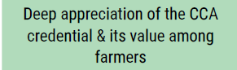 Deep appreciation of the CCA
credential & its value among
farmers